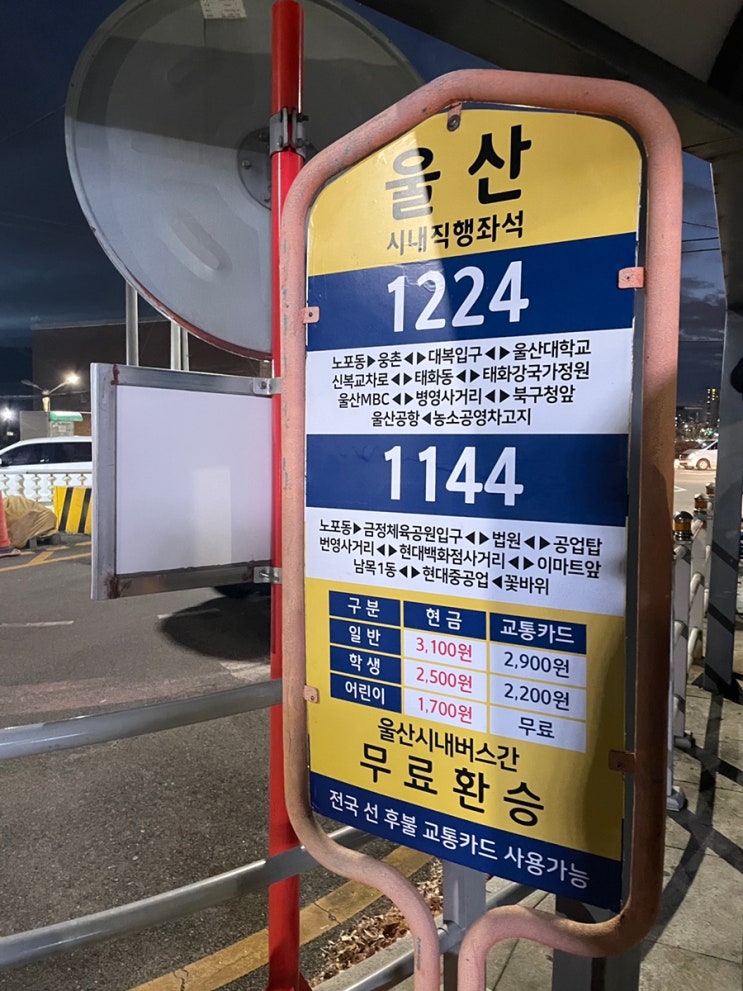 울산
시내직행좌석
1224
노포동▶웅촌◀▶대복입구◀▶울산대학교
신복교차로◀▶태화동◀▶태화강국가정원
울산MBC◀▶병영사거리◀▶북구청앞
울산공항◀농소공영차고지
1144
노포동▶금정체육공원입구◀▶법원◀▶공업탑
번영사거리◀▶현대백화점사거리◀▶이마트앞
남목1동◀▶현대중공업◀꽃바위
구분 현금 교통카드
일반 3,100원 2,900원
학생 2,500원 2,200원
어린이 1,700원 무료
울산시내버스간
무료환승
전국 선 후불 교통카드 사용가능